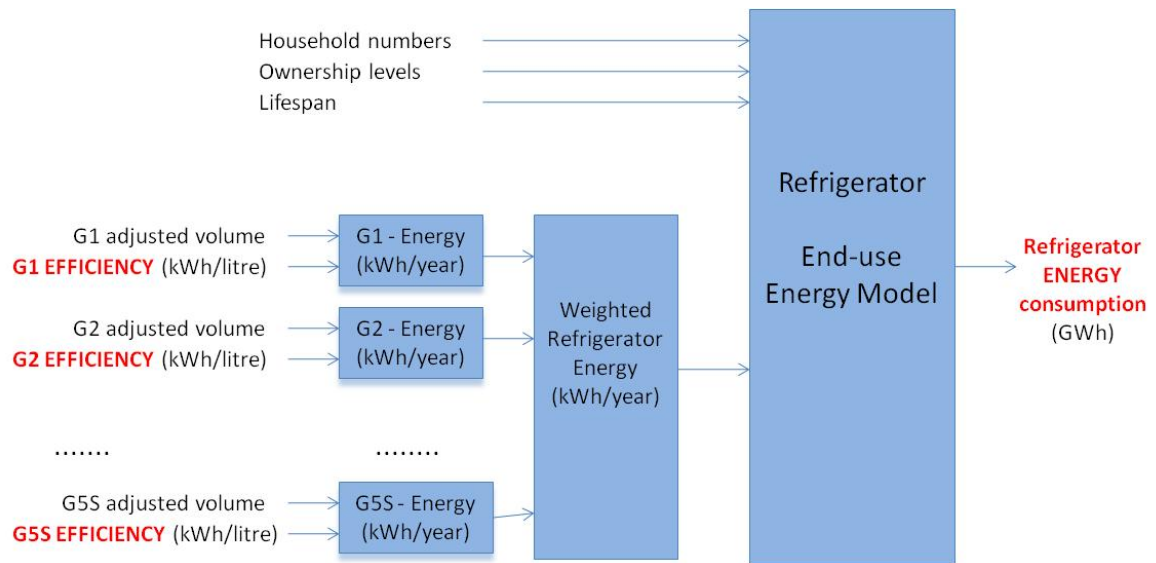 Household numbers
Ownership levels
Lifespan
Refrigerator
End-use
Energy Model
G1 adjusted volume
G1 EFFICIENCY (kWh/litre)
G1 - Energy
(kWh/year)
G2 adjusted volume
G2 EFFICIENCY (kWh/litre)
G2 - Energy
(kWh/year)
.......
........
G5S adjusted volume
G5S EFFICIENCY (kWh/litre)
G5S - Energy
(kWh/year)
Weighted
Refrigerator
Energy
(kWh/year)
Refrigerator
ENERGY
consumption
(GWh)